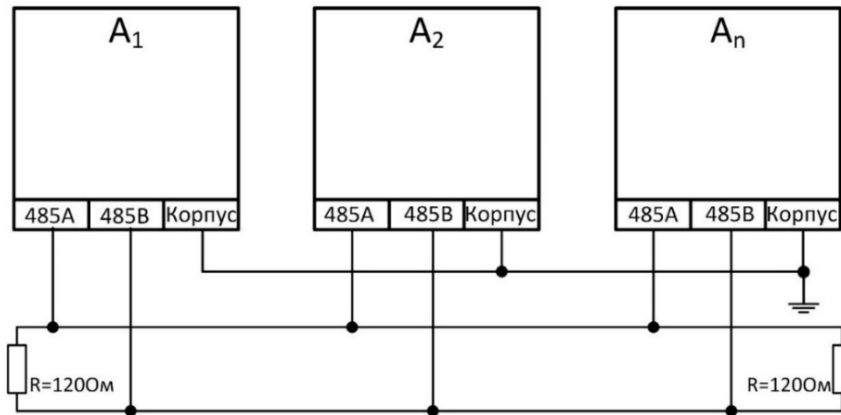 A₁ A₂ Aₙ
485A 485B Корпус 485A 485B Корпус 485A 485B Корпус
R=120Ом R=120Ом